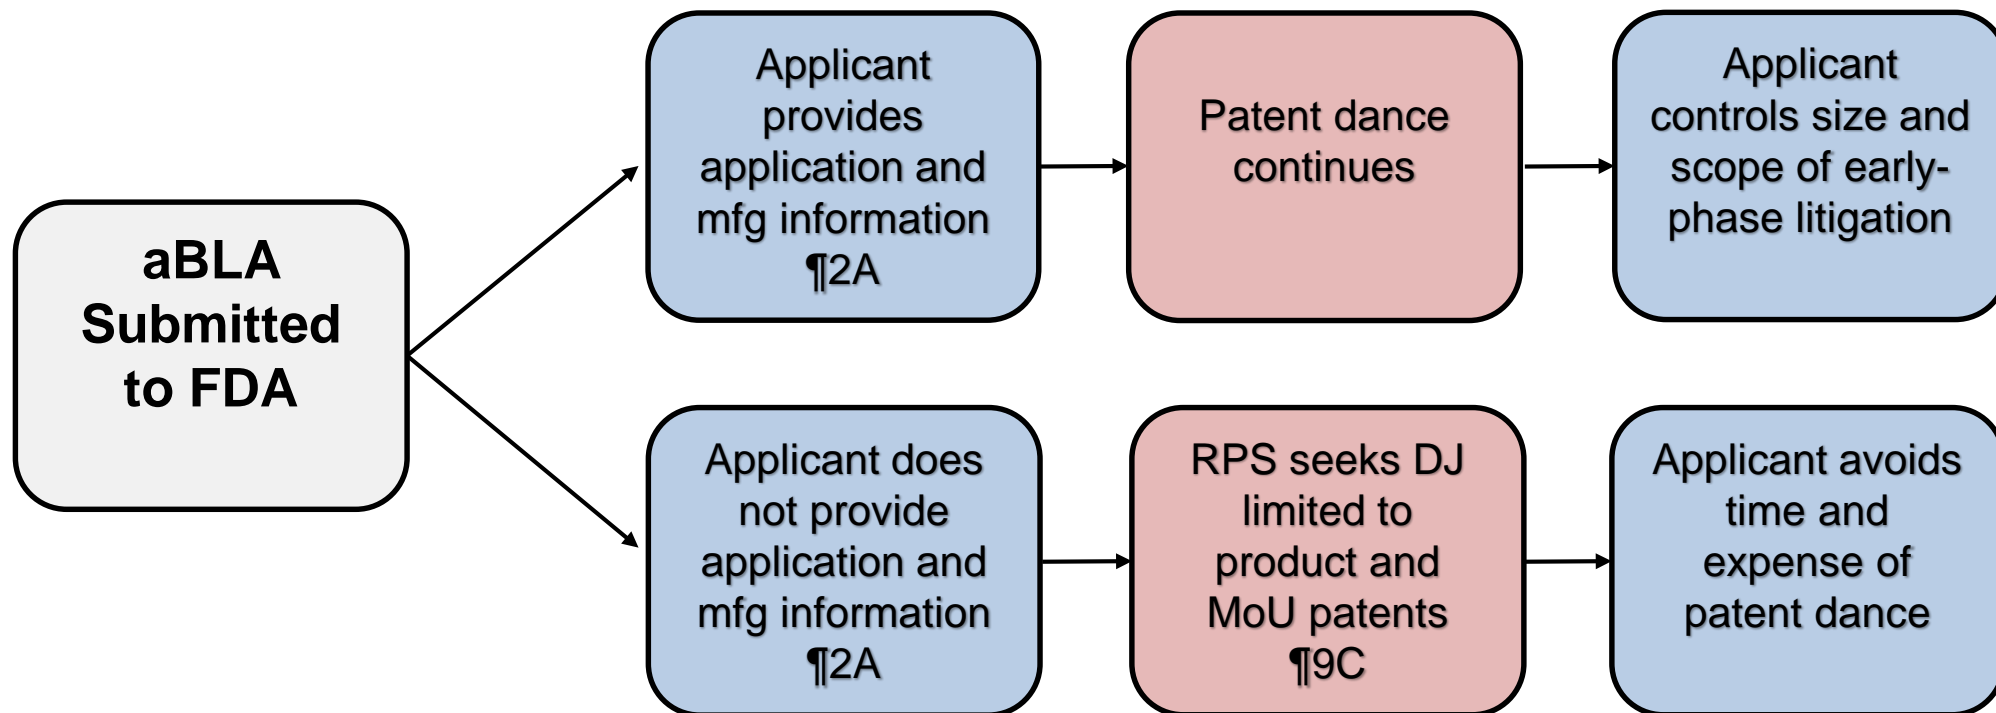 aBLA
Submitted
to FDA
Applicant
provides
application and
mfg information
¶2A
Patent dance
continues
Applicant
controls size and
scope of early-
phase litigation
Applicant does
not provide
application and
mfg information
¶2A
RPS seeks DJ
limited to
product and
MoU patents
¶9C
Applicant avoids
time and
expense of
patent dance